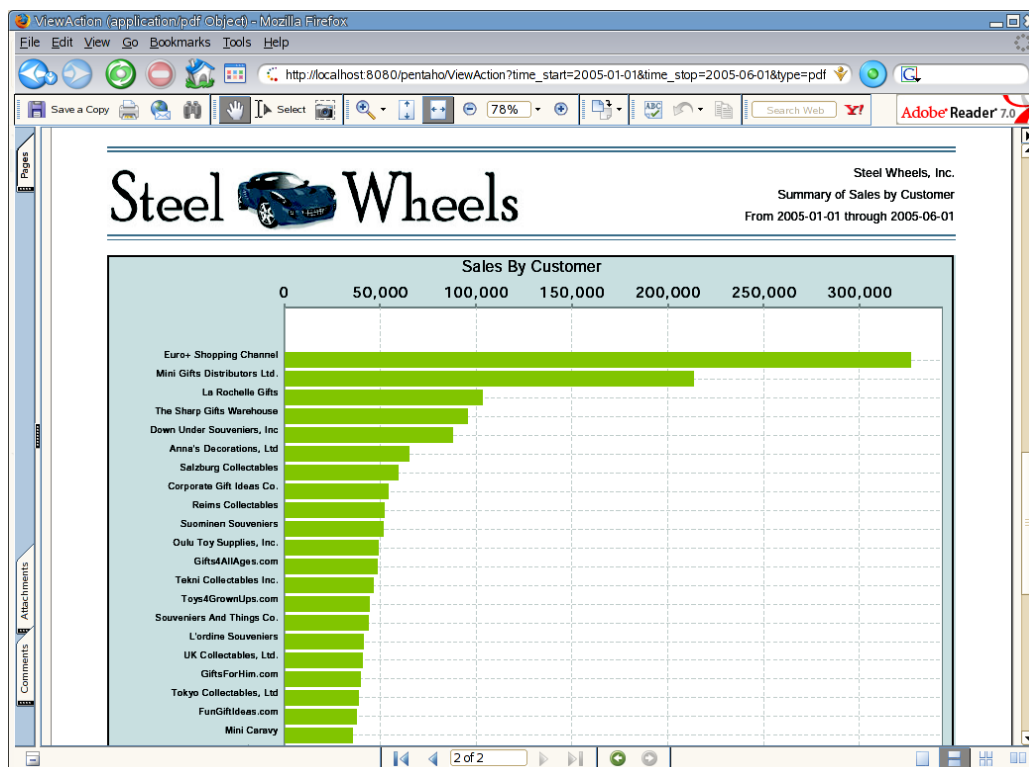 ViewAction (application/pdf Object) - Mozilla Firefox
File Edit View Go Bookmarks Tools Help
http://localhost:8080/pentaho/ViewAction?time_start=2005-01-01&time_stop=2005-06-01&type=pdf
G
Save a Copy Select 78% ABC Search Web Y! Adobe Reader 7.0
Pages
Attachments
Comments
Steel Wheels
Steel Wheels, Inc.
Summary of Sales by Customer
From 2005-01-01 through 2005-06-01
Sales By Customer
0 50,000 100,000 150,000 200,000 250,000 300,000
Euro+ Shopping Channel
Mini Gifts Distributors Ltd.
La Rochelle Gifts
The Sharp Gifts Warehouse
Down Under Souveniers, Inc
Anna's Decorations, Ltd
Salzburg Collectables
Corporate Gift Ideas Co.
Reims Collectables
Suominen Souveniers
Oulu Toy Supplies, Inc.
Gifts4AllAges.com
Tekni Collectables Inc.
Toys4GrownUps.com
Souveniers And Things Co.
L'ordine Souveniers
UK Collectables, Ltd.
GiftsForHim.com
Tokyo Collectables, Ltd
FunGiftIdeas.com
Mini Caravy
2 of 2